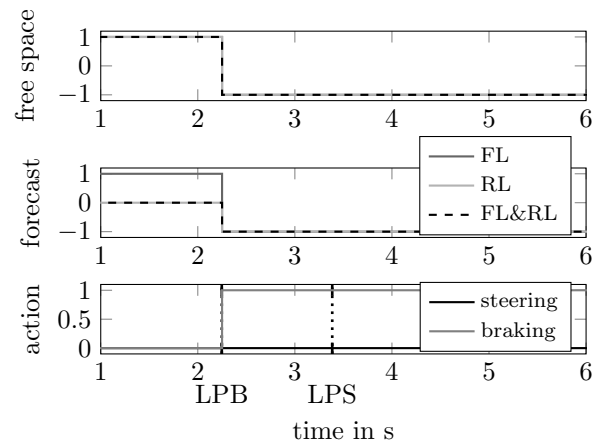 free space
1
0
−1
1 2 3 4 5 6
FL
RL
FL&RL
forecast
1
0
−1
1 2 3 4 5 6
steering
braking
action
1
0.5
0
1 2 3 4 5 6
LPB LPS
time in s